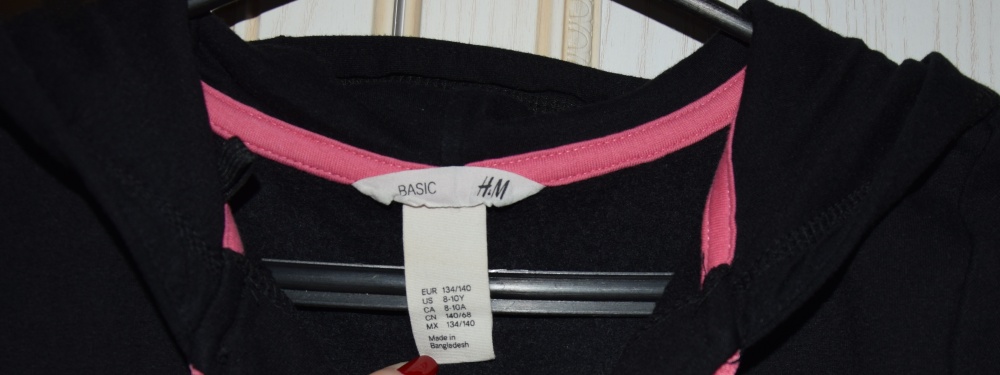 BASIC H&M
EUR 134/140
US 8-10Y
CA 8-10A
CN 140/68
MX 134/140
Made in
Bangladesh